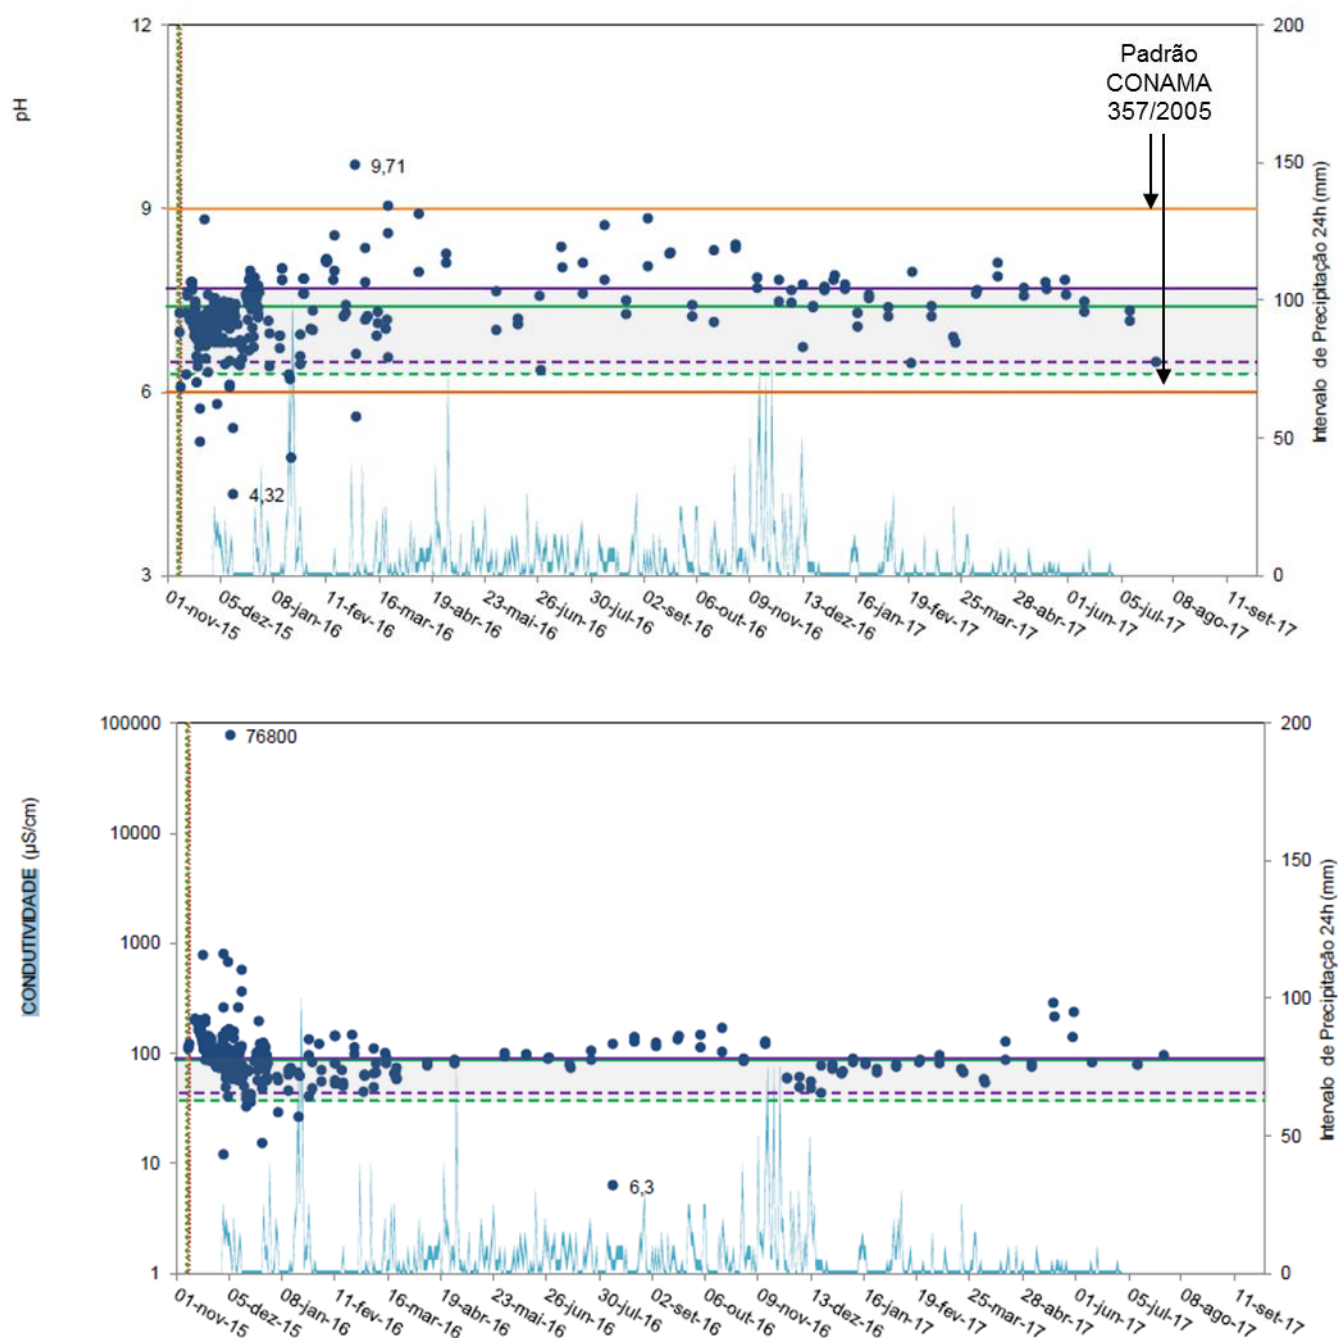 12
9
6
3
pH
9,71
4,32
Padrão
CONAMA
357/2005
200
150
100
50
0
Intervalo de Precipitação 24h (mm)
01-nov-15
05-dez-15
08-jan-16
11-fev-16
16-mar-16
19-abr-16
23-mai-16
26-jun-16
30-jul-16
02-set-16
06-out-16
09-nov-16
13-dez-16
16-jan-17
19-fev-17
25-mar-17
28-abr-17
01-jun-17
05-jul-17
08-ago-17
11-set-17
100000
10000
1000
100
10
1
CONDUTIVIDADE (µS/cm)
76800
6,3
200
150
100
50
0
Intervalo de Precipitação 24h (mm)
01-nov-15
05-dez-15
08-jan-16
11-fev-16
16-mar-16
19-abr-16
23-mai-16
26-jun-16
30-jul-16
02-set-16
06-out-16
09-nov-16
13-dez-16
16-jan-17
19-fev-17
25-mar-17
28-abr-17
01-jun-17
05-jul-17
08-ago-17
11-set-17